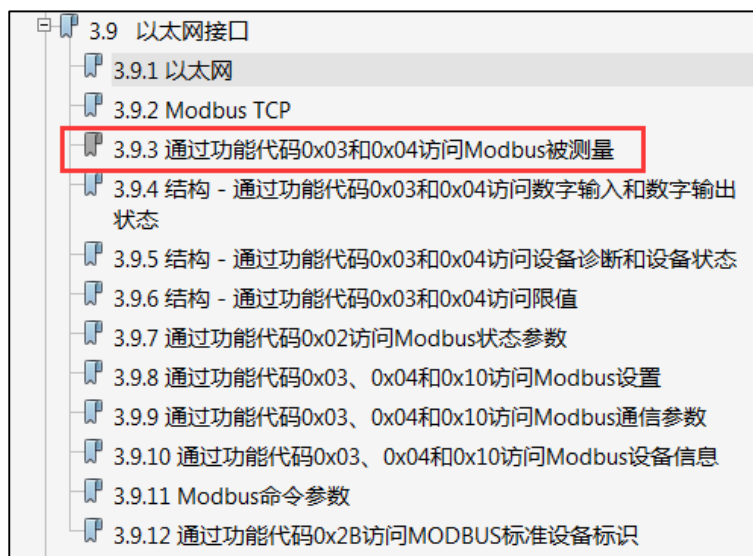 3.9 以太网接口
3.9.1 以太网
3.9.2 Modbus TCP
3.9.3 通过功能代码0x03和0x04访问Modbus被测量
3.9.4 结构 - 通过功能代码0x03和0x04访问数字输入和数字输出
状态
3.9.5 结构 - 通过功能代码0x03和0x04访问设备诊断和设备状态
3.9.6 结构 - 通过功能代码0x03和0x04访问限值
3.9.7 通过功能代码0x02访问Modbus状态参数
3.9.8 通过功能代码0x03、0x04和0x10访问Modbus设置
3.9.9 通过功能代码0x03、0x04和0x10访问Modbus通信参数
3.9.10 通过功能代码0x03、0x04和0x10访问Modbus设备信息
3.9.11 Modbus命令参数
3.9.12 通过功能代码0x2B访问MODBUS标准设备标识